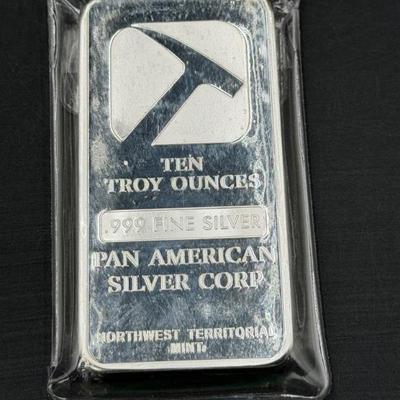 TEN
TROY OUNCES
.999 FINE SILVER
PAN AMERICAN
SILVER CORP
NORTHWEST TERRITORIAL
MINT.